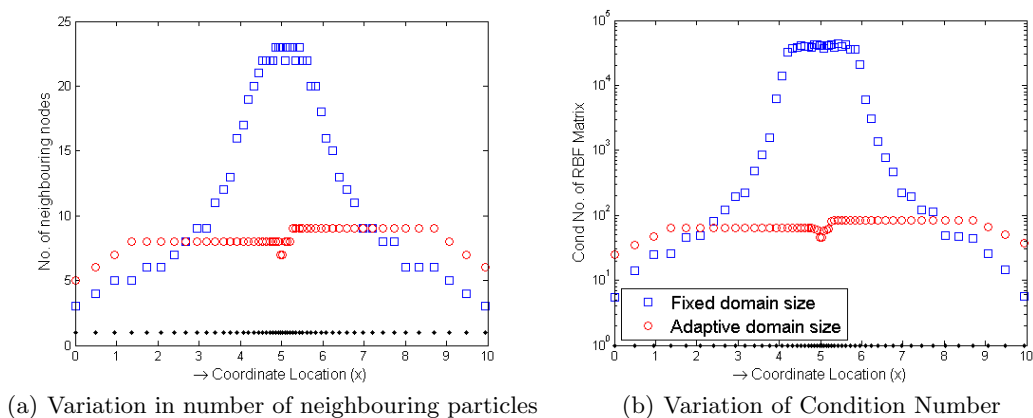 25
20
15
10
5
0
No. of neighbouring nodes
0 1 2 3 4 5 6 7 8 9 10
→ Coordinate Location (x)
(a) Variation in number of neighbouring particles
10^5
10^4
10^3
10^2
10^1
10^0
Cond No. of RBF Matrix
Fixed domain size
Adaptive domain size
0 1 2 3 4 5 6 7 8 9 10
→ Coordinate Location (x)
(b) Variation of Condition Number